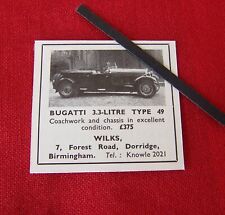 BUGATTI 3.3-LITRE TYPE 49
Coachwork and chassis in excellent
condition. £375
WILKS,
7, Forest Road, Dorridge,
Birmingham. Tel. : Knowle 2021